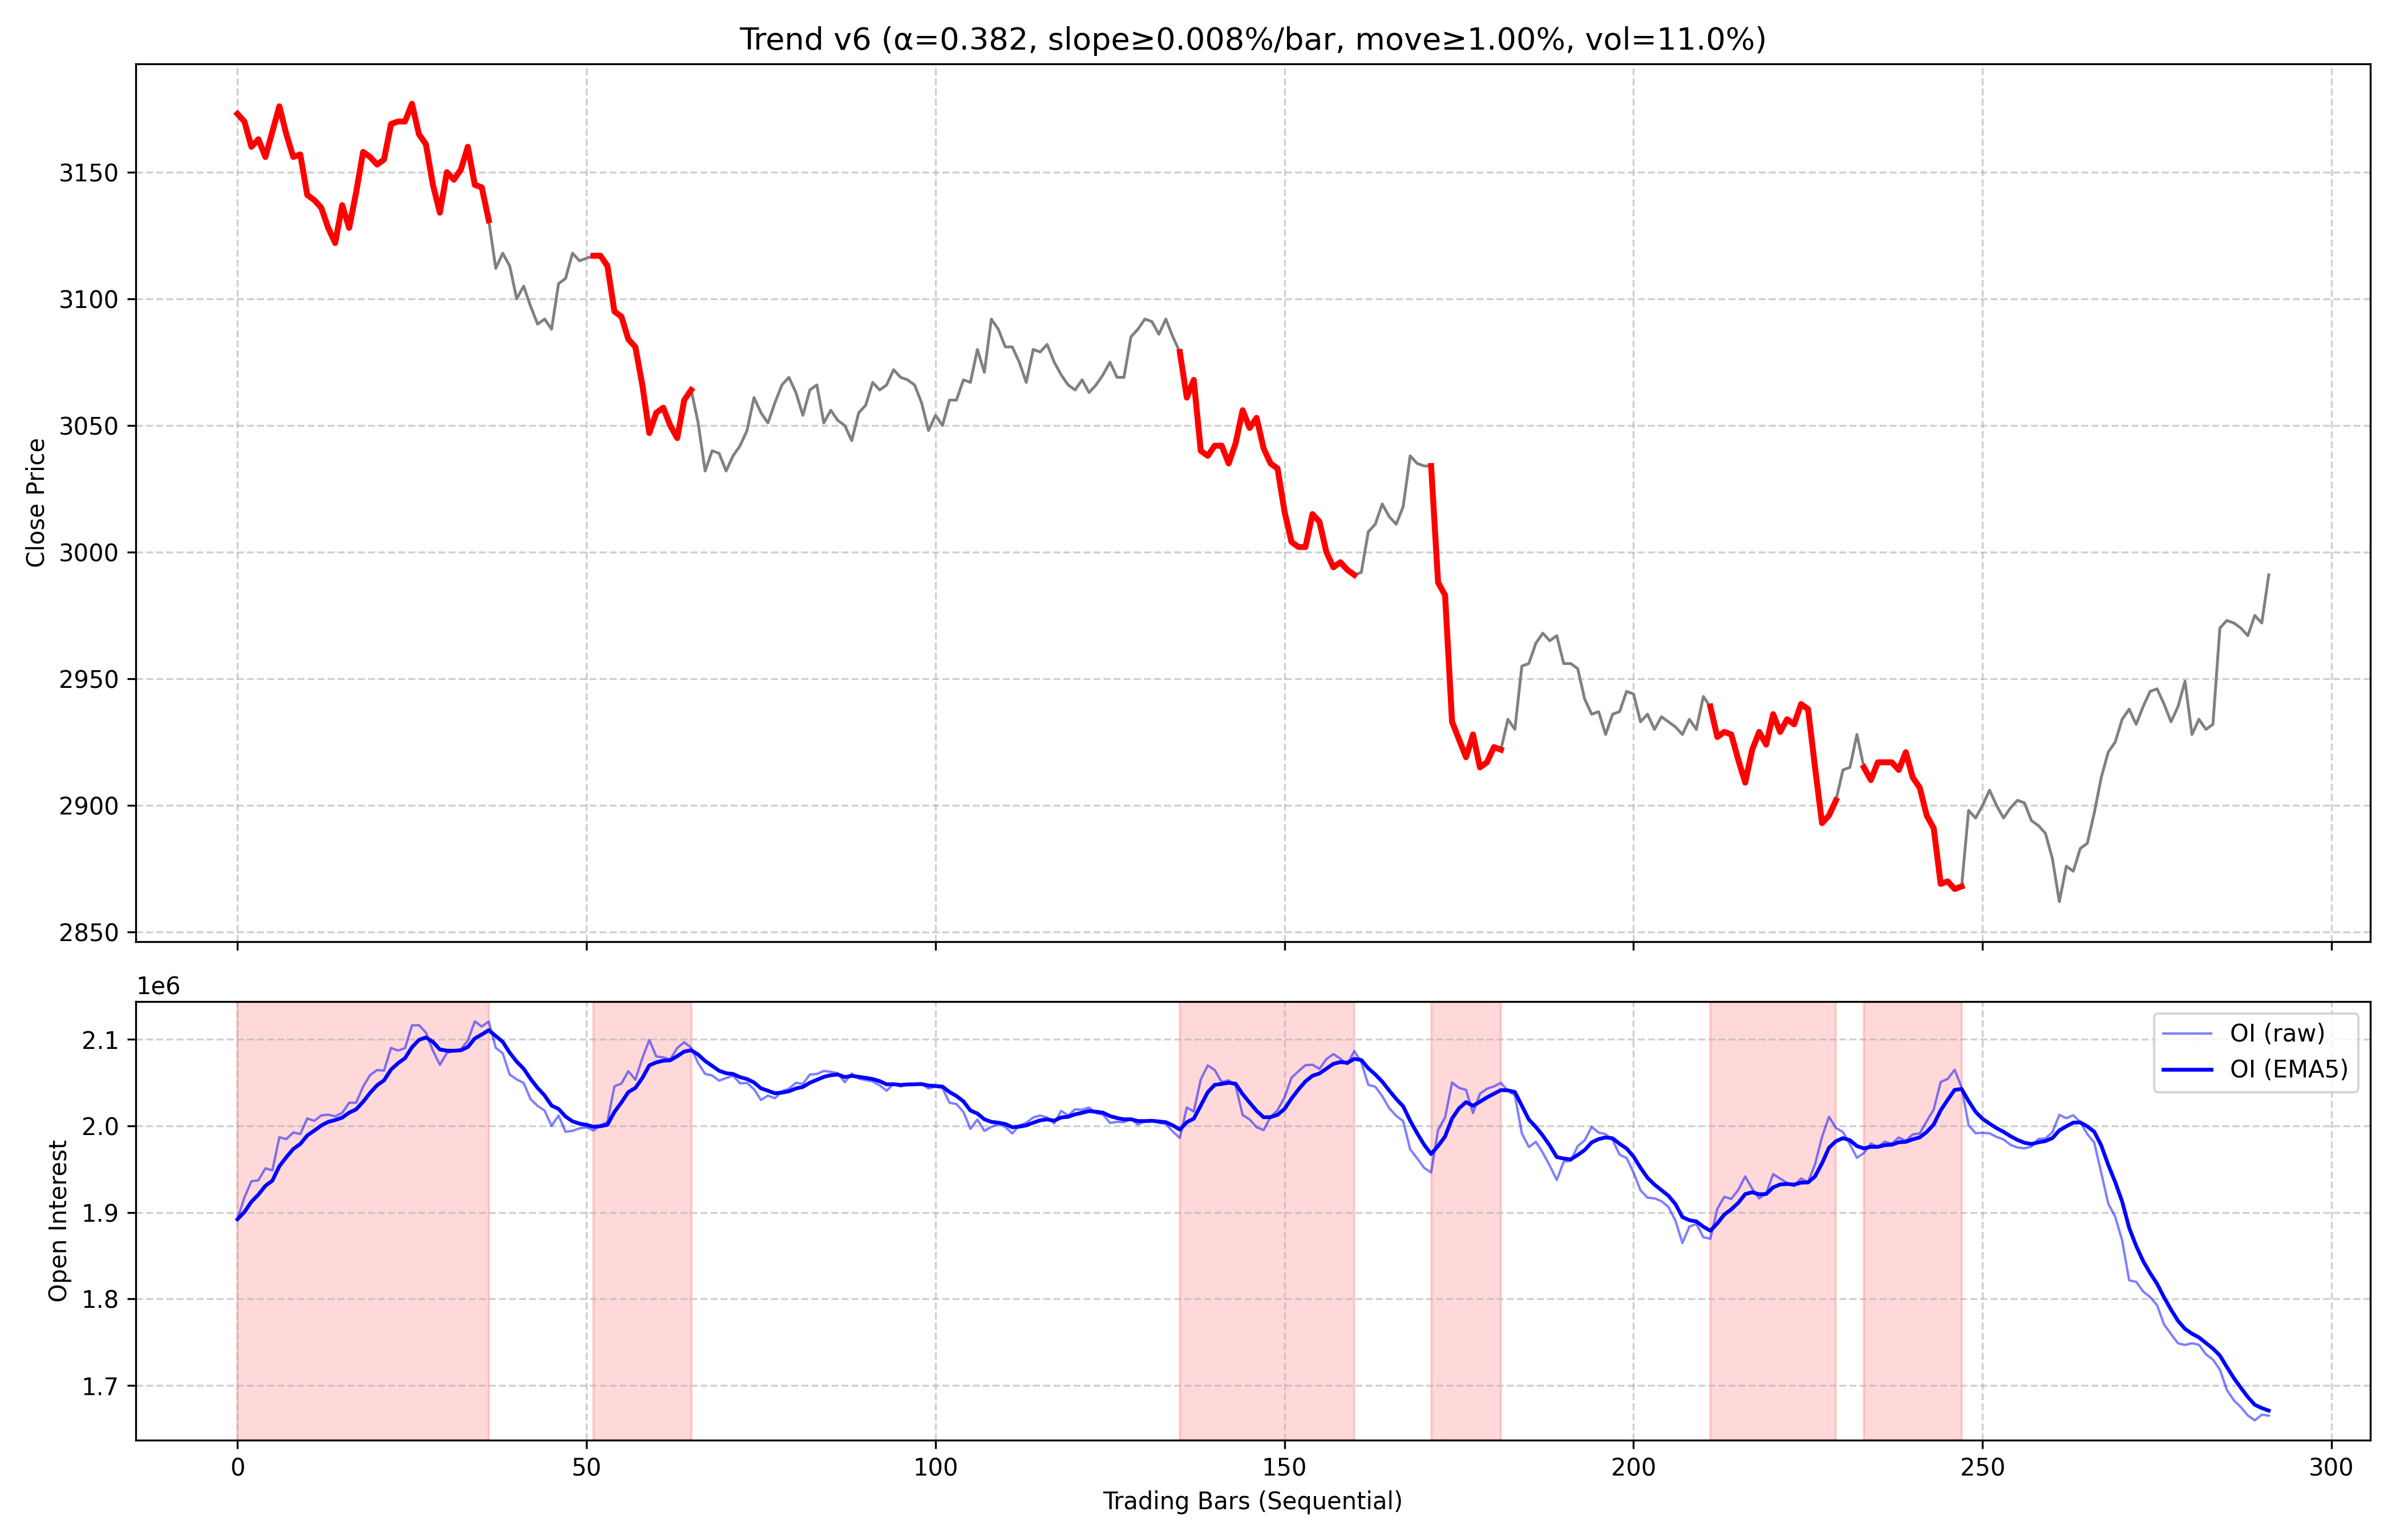 Trend v6 (α=0.382, slope≥0.008%/bar, move≥1.00%, vol=11.0%)
3150
3100
3050
3000
2950
2900
2850
Close Price
1e6
2.1
2.0
1.9
1.8
1.7
Open Interest
OI (raw)
OI (EMA5)
0 50 100 150 200 250 300
Trading Bars (Sequential)